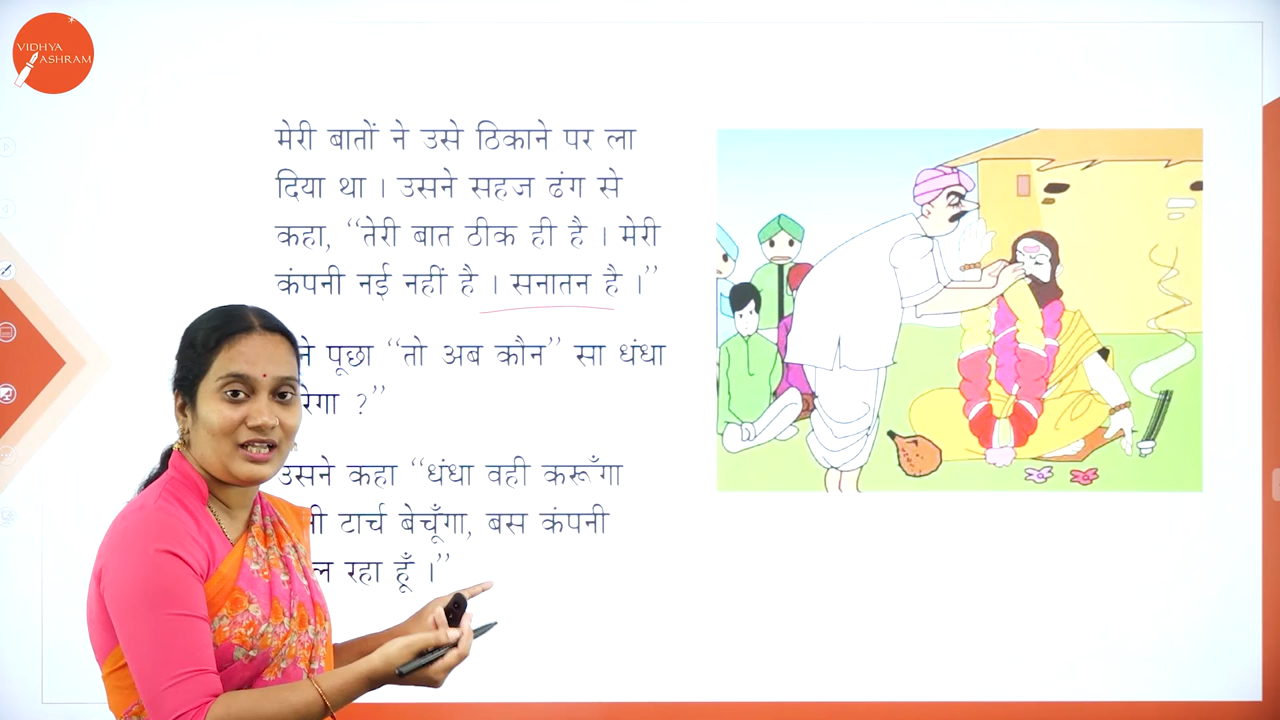 VIDHYA
ASHRAM
मेरी बातों ने उसे ठिकाने पर ला
दिया था । उसने सहज ढंग से
कहा, “तेरी बात ठीक ही है । मेरी
कंपनी नई नहीं है । सनातन है ।”
पूछा “तो अब कौन” सा धंधा
?”
उसने कहा “धंधा वही करूँगा
टार्च बेचूँगा, बस कंपनी
रहा हूँ ।”